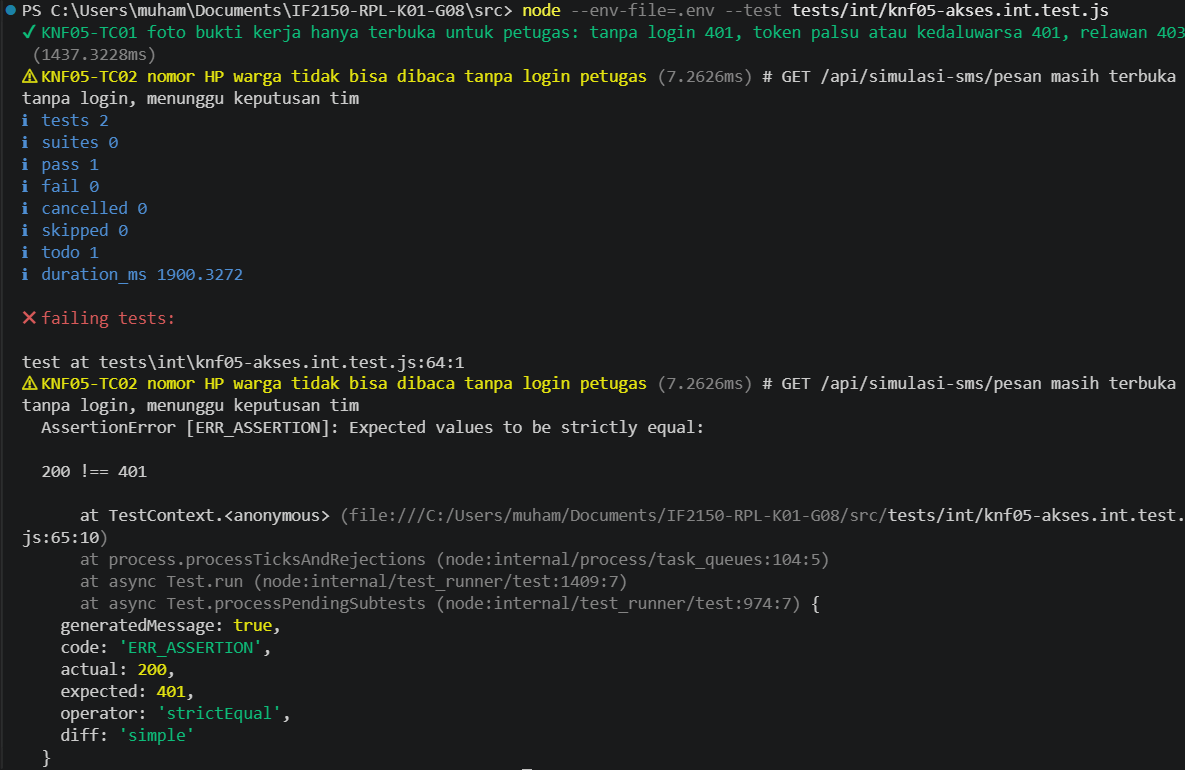 PS C:\Users\muham\Documents\IF2150-RPL-K01-G08\src> node --env-file=.env --test tests/int/knf05-akses.int.test.js
✔ KNF05-TC01 foto bukti kerja hanya terbuka untuk petugas: tanpa login 401, token palsu atau kedaluwarsa 401, relawan 403
(1437.3228ms)
⚠ KNF05-TC02 nomor HP warga tidak bisa dibaca tanpa login petugas (7.2626ms) # GET /api/simulasi-sms/pesan masih terbuka
tanpa login, menunggu keputusan tim
ℹ tests 2
ℹ suites 0
ℹ pass 1
ℹ fail 0
ℹ cancelled 0
ℹ skipped 0
ℹ todo 1
ℹ duration_ms 1900.3272
✖ failing tests:
test at tests\int\knf05-akses.int.test.js:64:1
⚠ KNF05-TC02 nomor HP warga tidak bisa dibaca tanpa login petugas (7.2626ms) # GET /api/simulasi-sms/pesan masih terbuka
tanpa login, menunggu keputusan tim
AssertionError [ERR_ASSERTION]: Expected values to be strictly equal:
200 !== 401
at TestContext.<anonymous> (file:///C:/Users/muham/Documents/IF2150-RPL-K01-G08/src/tests/int/knf05-akses.int.test.
js:65:10)
at process.processTicksAndRejections (node:internal/process/task_queues:104:5)
at async Test.run (node:internal/test_runner/test:1409:7)
at async Test.processPendingSubtests (node:internal/test_runner/test:974:7) {
generatedMessage: true,
code: 'ERR_ASSERTION',
actual: 200,
expected: 401,
operator: 'strictEqual',
diff: 'simple'
}